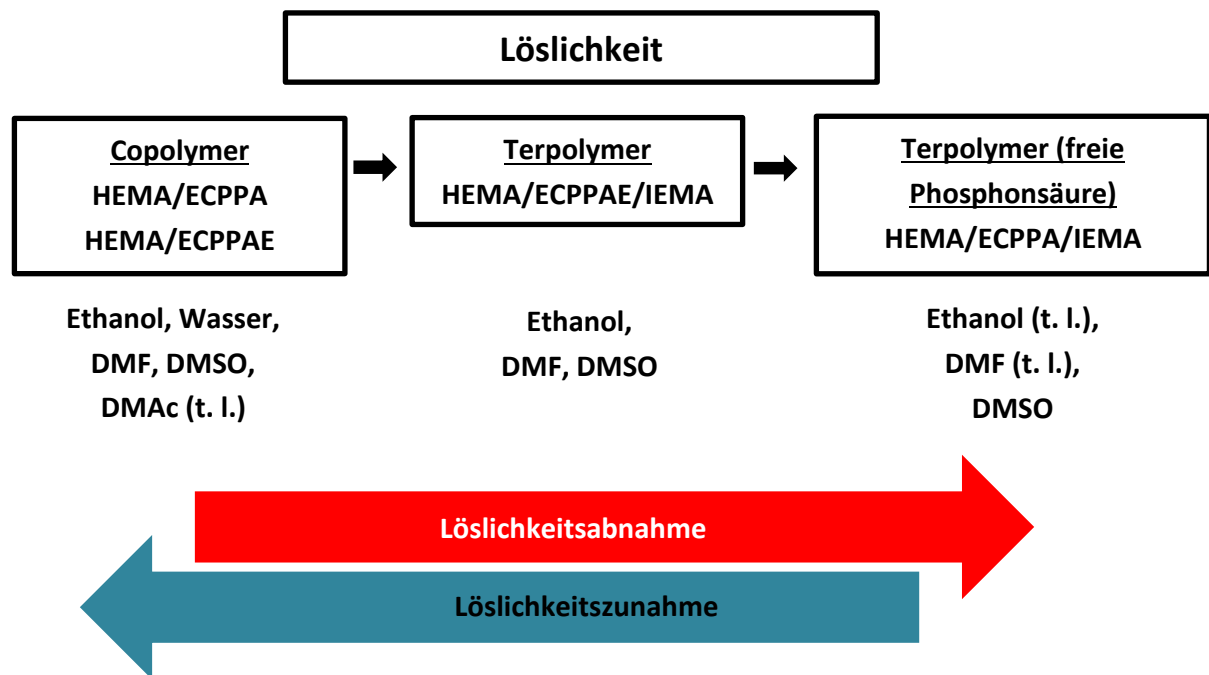 Löslichkeit
Copolymer
HEMA/ECPPA
HEMA/ECPPAE
Terpolymer
HEMA/ECPPAE/IEMA
Terpolymer (freie
Phosphonsäure)
HEMA/ECPPA/IEMA
Ethanol, Wasser,
DMF, DMSO,
DMAc (t. l.)
Ethanol,
DMF, DMSO
Ethanol (t. l.),
DMF (t. l.),
DMSO
Löslichkeitsabnahme
Löslichkeitszunahme